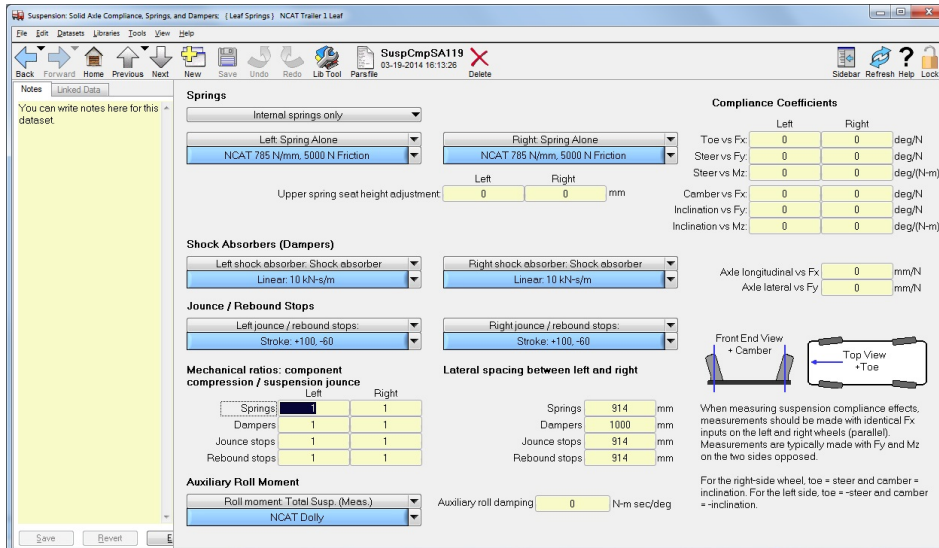 Suspension: Solid Axle Compliance, Springs, and Dampers; { Leaf Springs } NCAT Trailer 1 Leaf
File Edit Datasets Libraries Tools View Help
Back Forward Home Previous Next New Save Undo Redo Lib Tool Parsfile
SuspCmpSA119
03-19-2014 16:13:26
Delete
Sidebar Refresh Help Lock
Notes Linked Data
You can write notes here for this
dataset.
Save Revert E
Springs
Internal springs only
Left: Spring Alone Right: Spring Alone
NCAT 785 N/mm, 5000 N Friction NCAT 785 N/mm, 5000 N Friction
Left Right
Upper spring seat height adjustment: 0 0 mm
Shock Absorbers (Dampers)
Left shock absorber: Shock absorber Right shock absorber: Shock absorber
Linear: 10 kN-s/m Linear: 10 kN-s/m
Jounce / Rebound Stops
Left jounce / rebound stops: Right jounce / rebound stops:
Stroke: +100, -60 Stroke: +100, -60
Mechanical ratios: component
compression / suspension jounce
Left Right
Springs 1 1
Dampers 1 1
Jounce stops 1 1
Rebound stops 1 1
Lateral spacing between left and right
Springs 914 mm
Dampers 1000 mm
Jounce stops 914 mm
Rebound stops 914 mm
Auxiliary Roll Moment
Roll moment: Total Susp. (Meas.)
NCAT Dolly
Auxiliary roll damping 0 N-m sec/deg
Compliance Coefficients
Left Right
Toe vs Fx: 0 0 deg/N
Steer vs Fy: 0 0 deg/N
Steer vs Mz: 0 0 deg/(N-m)
Camber vs Fx: 0 0 deg/N
Inclination vs Fy: 0 0 deg/N
Inclination vs Mz: 0 0 deg/(N-m)
Axle longitudinal vs Fx 0 mm/N
Axle lateral vs Fy 0 mm/N
Front End View
+ Camber
Top View
+Toe
When measuring suspension compliance effects,
measurements should be made with identical Fx
inputs on the left and right wheels (parallel).
Measurements are typically made with Fy and Mz
on the two sides opposed.
For the right-side wheel, toe = steer and camber =
inclination. For the left side, toe = -steer and camber
= -inclination.